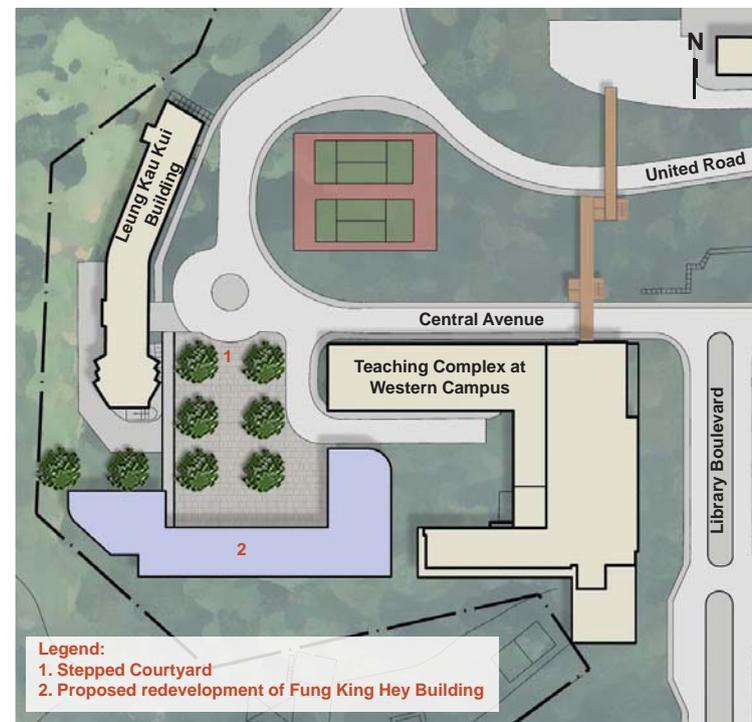 N
United Road
Leung Kau Kui
Building
Central Avenue
1
Teaching Complex at
Western Campus
Library Boulevard
2
Legend:
1. Stepped Courtyard
2. Proposed redevelopment of Fung King Hey Building